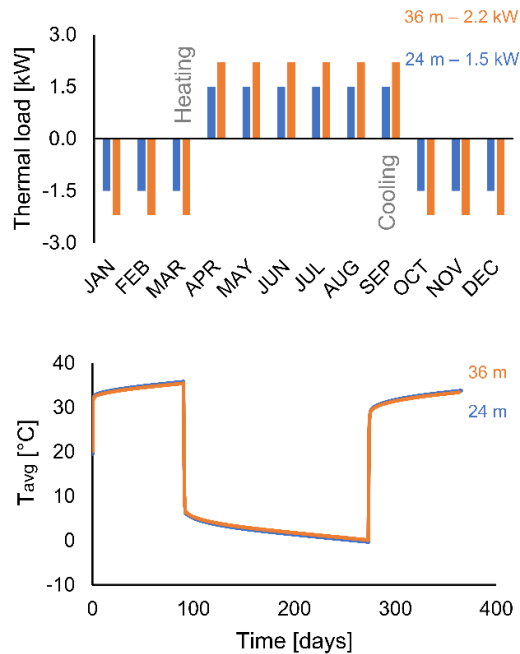 36 m – 2.2 kW
24 m – 1.5 kW
Thermal load [kW]
3.0
1.5
0.0
-1.5
-3.0
Heating
Cooling
JAN
FEB
MAR
APR
MAY
JUN
JUL
AUG
SEP
OCT
NOV
DEC
36 m
24 m
Tavg [°C]
40
30
20
10
0
-10
0
100
200
300
400
Time [days]